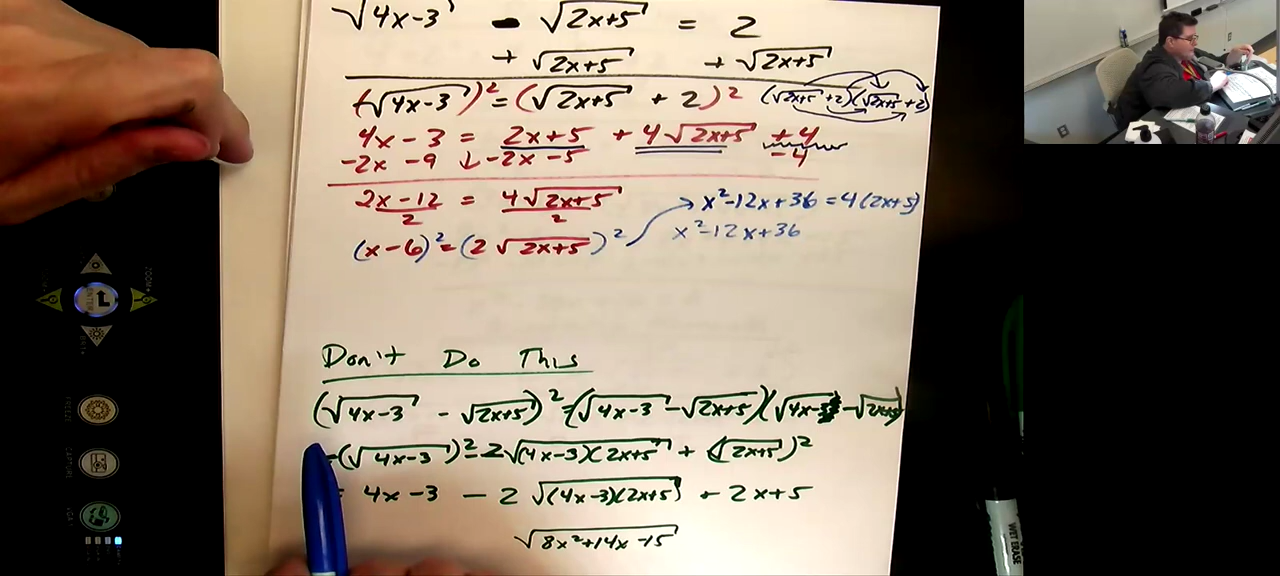 √4x-3 - √2x+5 = 2
+ √2x+5 + √2x+5
(√4x-3)² = (√2x+5 + 2)² (√2x+5 +2)(√2x+5 +2)
4x - 3 = 2x+5 + 4√2x+5 +4
-2x -9 ↓ -2x -5 -4
2x-12 = 4√2x+5
2 2
x²-12x+36 = 4(2x+5)
(x-6)² = (2√2x+5)²
x²-12x+36
Don't Do This
(√4x-3 - √2x+5)² = (√4x-3 - √2x+5)(√4x-3 - √2x+5)
=(√4x-3)² - 2√(4x-3)(2x+5) + (√2x+5)²
= 4x-3 - 2√(4x-3)(2x+5) + 2x+5
√8x²+14x-15
ENTER
FREEZE
CAPTURE
WET ERASE